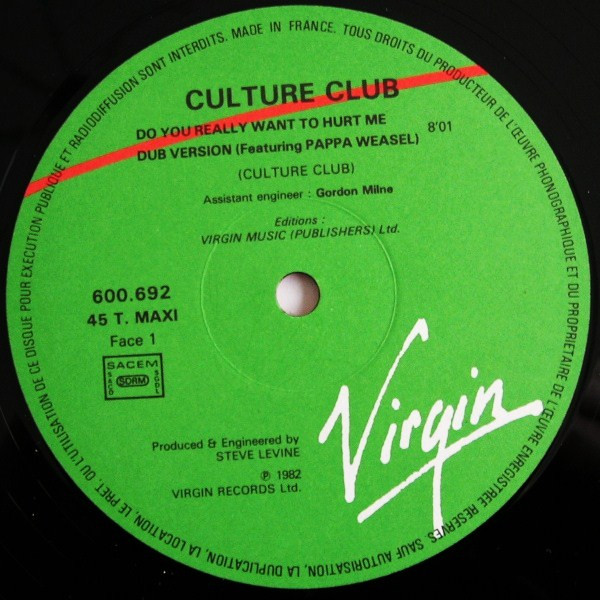 CULTURE CLUB
DO YOU REALLY WANT TO HURT ME
DUB VERSION (Featuring PAPPA WEASEL) 8'01
(CULTURE CLUB)
Assistant engineer : Gordon Milne
Editions :
VIRGIN MUSIC (PUBLISHERS) Ltd.
600.692
45 T. MAXI
Face 1
SACEM
SACD
SDRM
SGDL
Virgin
Produced & Engineered by
STEVE LEVINE
℗ 1982
VIRGIN RECORDS Ltd.
MADE IN FRANCE. TOUS DROITS DU PRODUCTEUR DE L'ŒUVRE PHONOGRAPHIQUE ET DU PROPRIETAIRE DE L'ŒUVRE ENREGISTREE RESERVES. SAUF AUTORISATION, LA DUPLICATION, LA LOCATION, LE PRET, OU L'UTILISATION DE CE DISQUE POUR EXECUTION PUBLIQUE ET RADIODIFFUSION SONT INTERDITS.